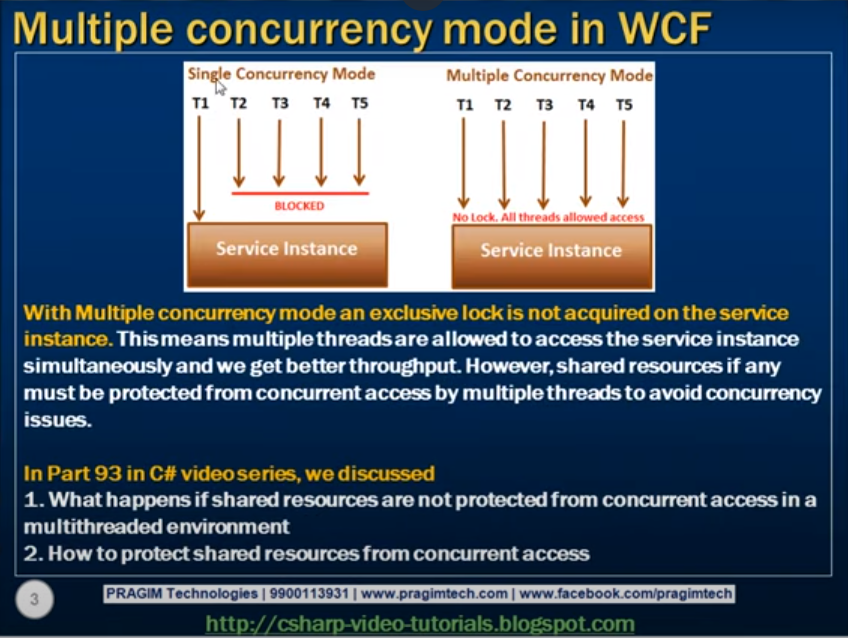 Multiple concurrency mode in WCF
Single Concurrency Mode
T1 T2 T3 T4 T5
BLOCKED
Service Instance
Multiple Concurrency Mode
T1 T2 T3 T4 T5
No Lock. All threads allowed access
Service Instance
With Multiple concurrency mode an exclusive lock is not acquired on the service
instance. This means multiple threads are allowed to access the service instance
simultaneously and we get better throughput. However, shared resources if any
must be protected from concurrent access by multiple threads to avoid concurrency
issues.
In Part 93 in C# video series, we discussed
1. What happens if shared resources are not protected from concurrent access in a
multithreaded environment
2. How to protect shared resources from concurrent access
3
PRAGIM Technologies | 9900113931 | www.pragimtech.com | www.facebook.com/pragimtech
http://csharp-video-tutorials.blogspot.com